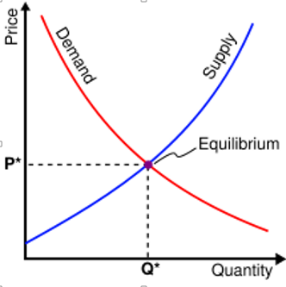 Price
Demand
Supply
Equilibrium
P*
Q*
Quantity